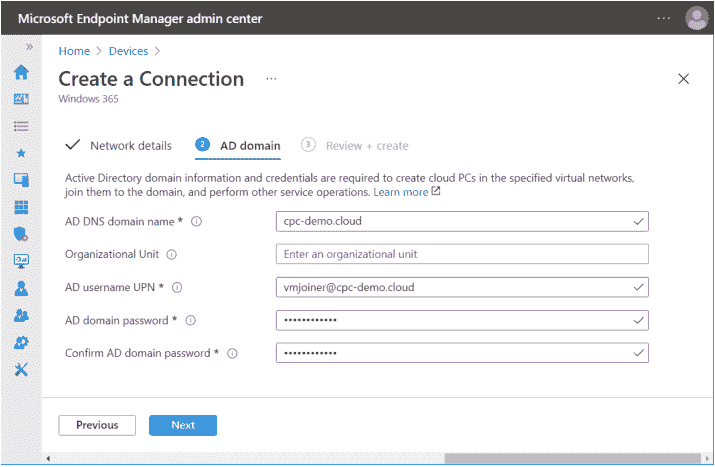 Microsoft Endpoint Manager admin center
Home > Devices >
Create a Connection
Windows 365
Network details 2 AD domain 3 Review + create
Active Directory domain information and credentials are required to create cloud PCs in the specified virtual networks,
join them to the domain, and perform other service operations. Learn more
AD DNS domain name * cpc-demo.cloud
Organizational Unit Enter an organizational unit
AD username UPN * vmjoiner@cpc-demo.cloud
AD domain password * ••••••••••••
Confirm AD domain password * ••••••••••••
Previous Next